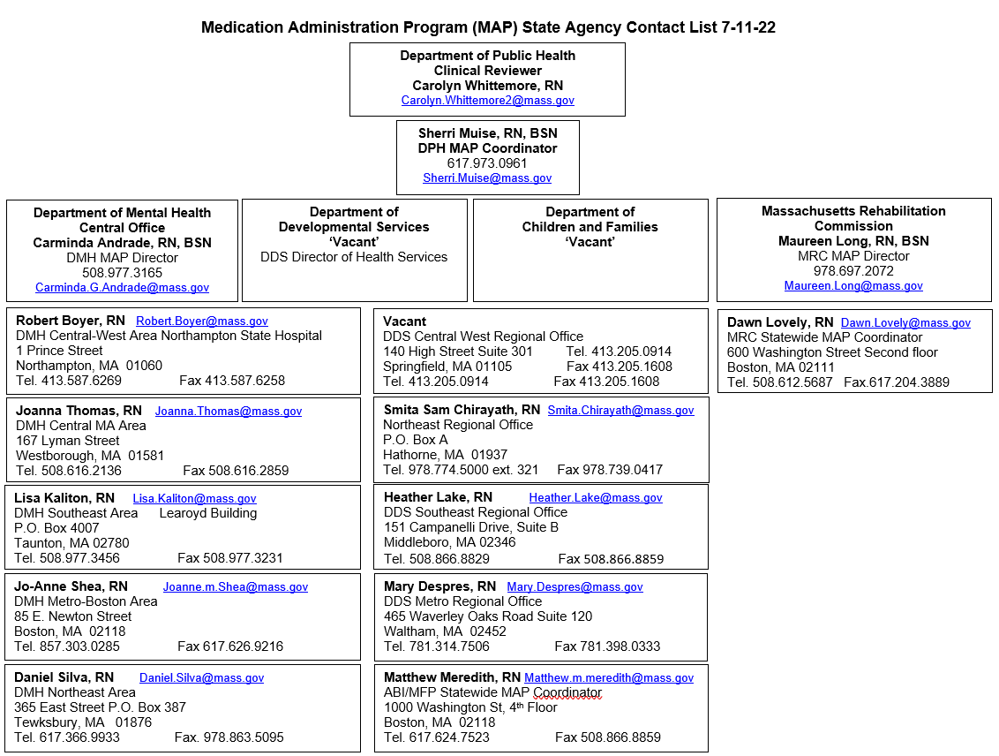 Medication Administration Program (MAP) State Agency Contact List 7-11-22
Department of Public Health
Clinical Reviewer
Carolyn Whittemore, RN
Carolyn.Whittemore2@mass.gov
Sherri Muise, RN, BSN
DPH MAP Coordinator
617.973.0961
Sherri.Muise@mass.gov
Department of Mental Health
Central Office
Carminda Andrade, RN, BSN
DMH MAP Director
508.977.3165
Carminda.G.Andrade@mass.gov
Department of
Developmental Services
‘Vacant’
DDS Director of Health Services
Department of
Children and Families
‘Vacant’
Massachusetts Rehabilitation
Commission
Maureen Long, RN, BSN
MRC MAP Director
978.697.2072
Maureen.Long@mass.gov
Robert Boyer, RN Robert.Boyer@mass.gov
DMH Central-West Area Northampton State Hospital
1 Prince Street
Northampton, MA 01060
Tel. 413.587.6269 Fax 413.587.6258
Joanna Thomas, RN Joanna.Thomas@mass.gov
DMH Central MA Area
167 Lyman Street
Westborough, MA 01581
Tel. 508.616.2136 Fax 508.616.2859
Lisa Kaliton, RN Lisa.Kaliton@mass.gov
DMH Southeast Area Learoyd Building
P.O. Box 4007
Taunton, MA 02780
Tel. 508.977.3456 Fax 508.977.3231
Jo-Anne Shea, RN Joanne.m.Shea@mass.gov
DMH Metro-Boston Area
85 E. Newton Street
Boston, MA 02118
Tel. 857.303.0285 Fax 617.626.9216
Daniel Silva, RN Daniel.Silva@mass.gov
DMH Northeast Area
365 East Street P.O. Box 387
Tewksbury, MA 01876
Tel. 617.366.9933 Fax. 978.863.5095
Vacant
DDS Central West Regional Office
140 High Street Suite 301 Tel. 413.205.0914
Springfield, MA 01105 Fax 413.205.1608
Tel. 413.205.0914 Fax 413.205.1608
Smita Sam Chirayath, RN Smita.Chirayath@mass.gov
Northeast Regional Office
P.O. Box A
Hathorne, MA 01937
Tel. 978.774.5000 ext. 321 Fax 978.739.0417
Heather Lake, RN Heather.Lake@mass.gov
DDS Southeast Regional Office
151 Campanelli Drive, Suite B
Middleboro, MA 02346
Tel. 508.866.8829 Fax 508.866.8859
Mary Despres, RN Mary.Despres@mass.gov
DDS Metro Regional Office
465 Waverley Oaks Road Suite 120
Waltham, MA 02452
Tel. 781.314.7506 Fax 781.398.0333
Matthew Meredith, RN Matthew.m.meredith@mass.gov
ABI/MFP Statewide MAP Coordinator
1000 Washington St, 4th Floor
Boston, MA 02118
Tel. 617.624.7523 Fax 508.866.8859
Dawn Lovely, RN Dawn.Lovely@mass.gov
MRC Statewide MAP Coordinator
600 Washington Street Second floor
Boston, MA 02111
Tel. 508.612.5687 Fax.617.204.3889